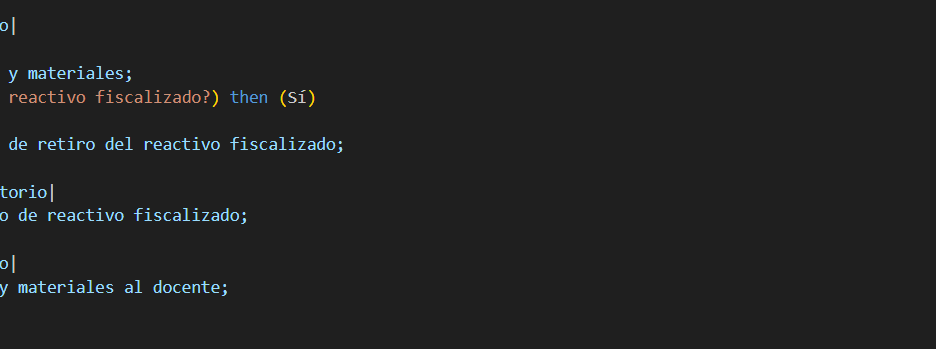 o|
y materiales;
reactivo fiscalizado?) then (Sí)
de retiro del reactivo fiscalizado;
torio|
o de reactivo fiscalizado;
o|
y materiales al docente;